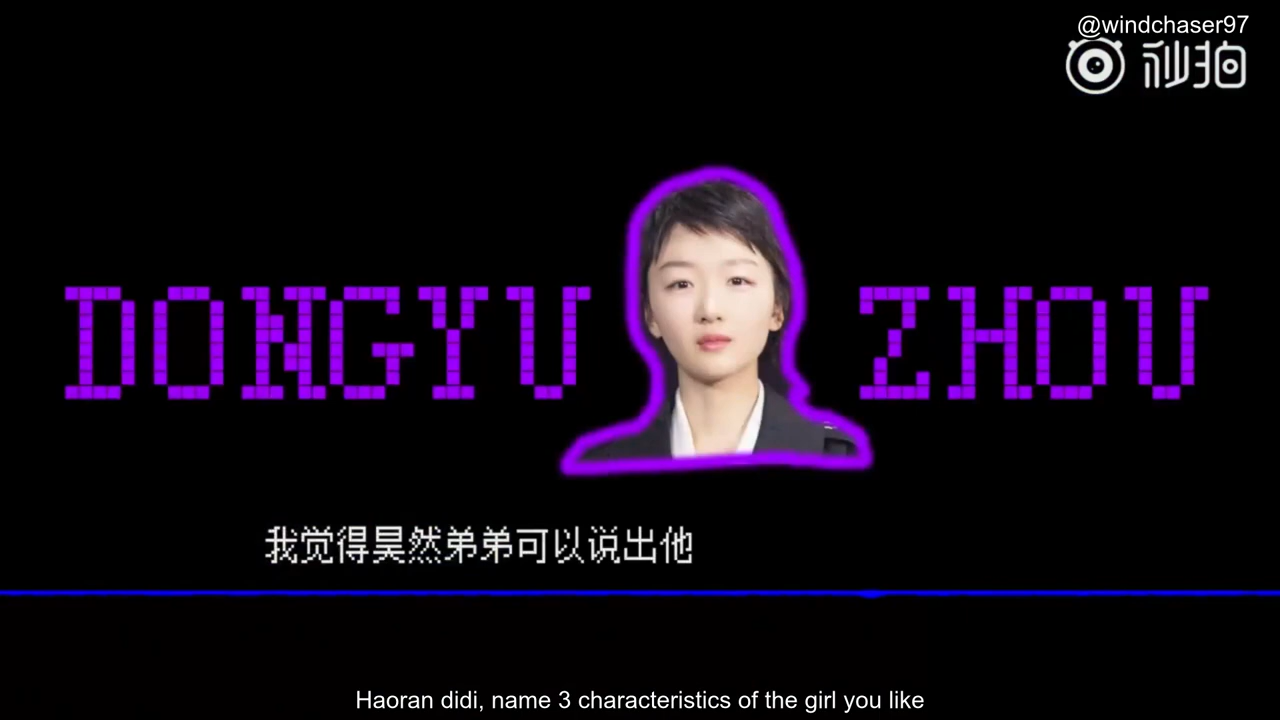 @windchaser97
秒拍
DONGYU ZHOU
我觉得昊然弟弟可以说出他
Haoran didi, name 3 characteristics of the girl you like